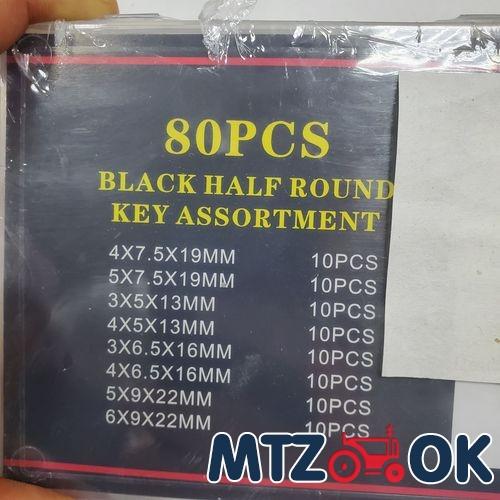 80PCS
BLACK HALF ROUND
KEY ASSORTMENT
4X7.5X19MM 10PCS
5X7.5X19MM 10PCS
3X5X13MM 10PCS
4X5X13MM 10PCS
3X6.5X16MM 10PCS
4X6.5X16MM 10PCS
5X9X22MM 10PCS
6X9X22MM 10PCS
MTZ OK